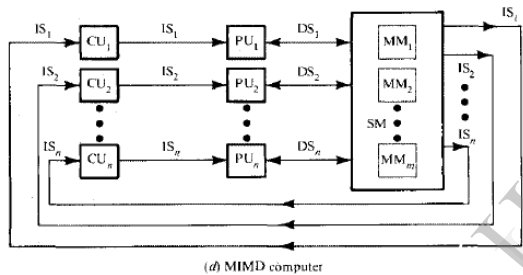 IS₁ CU₁ IS₁ PU₁ DS₁ MM₁ IS₁
IS₂ CU₂ IS₂ PU₂ DS₂ MM₂ IS₂
SM
ISₙ CUₙ ISₙ PUₙ DSₙ MMₘ ISₙ
(d) MIMD computer